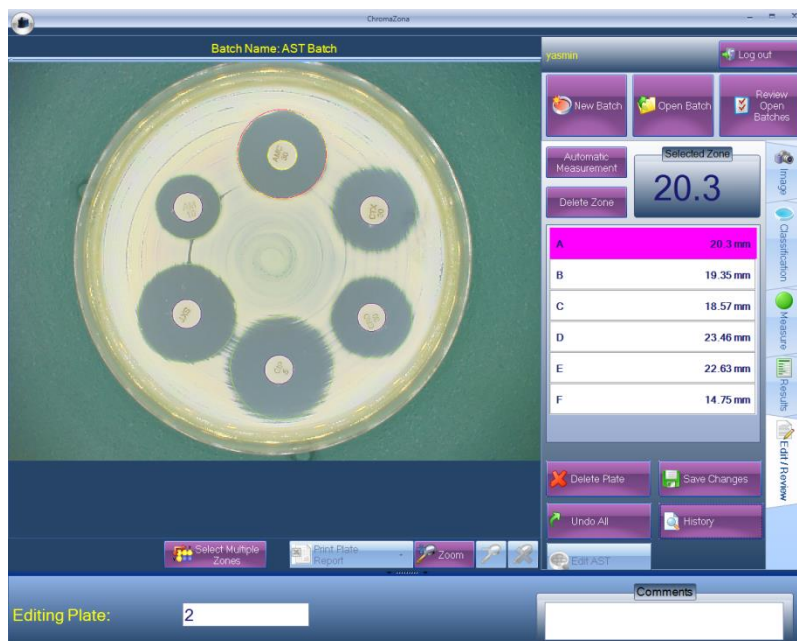 ChromaZona
Batch Name: AST Batch
yasmin
Log out
New Batch
Open Batch
Review
Open
Batches
Automatic
Measurement
Selected Zone
20.3
Delete Zone
Image
Classification
Measure
Results
Edit / Review
A 20.3 mm
B 19.35 mm
C 18.57 mm
D 23.46 mm
E 22.63 mm
F 14.75 mm
AMC
30
CTX
Delete Plate
Save Changes
Undo All
History
Edit AST
Select Multiple
Zones
Print Plate
Report
Zoom
Editing Plate:
2
Comments